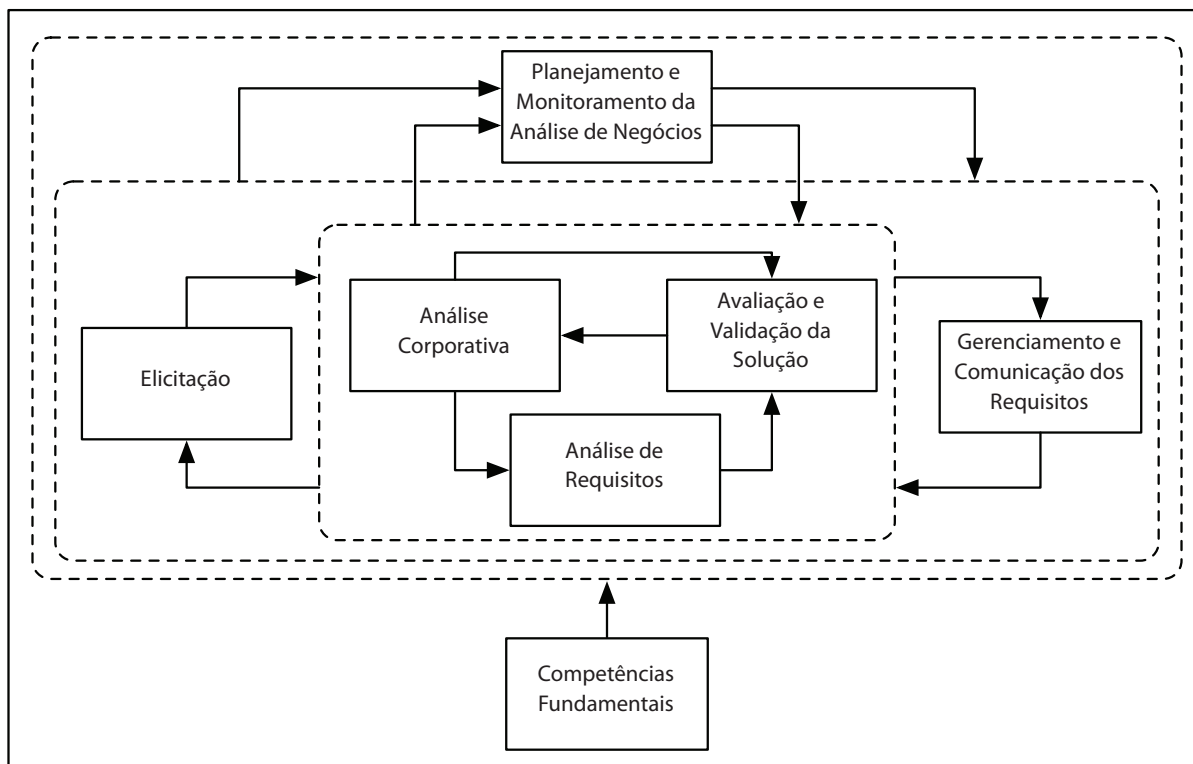 Planejamento e
Monitoramento da
Análise de Negócios
Análise
Corporativa
Avaliação e
Validação da
Solução
Elicitação
Gerenciamento e
Comunicação dos
Requisitos
Análise de
Requisitos
Competências
Fundamentais